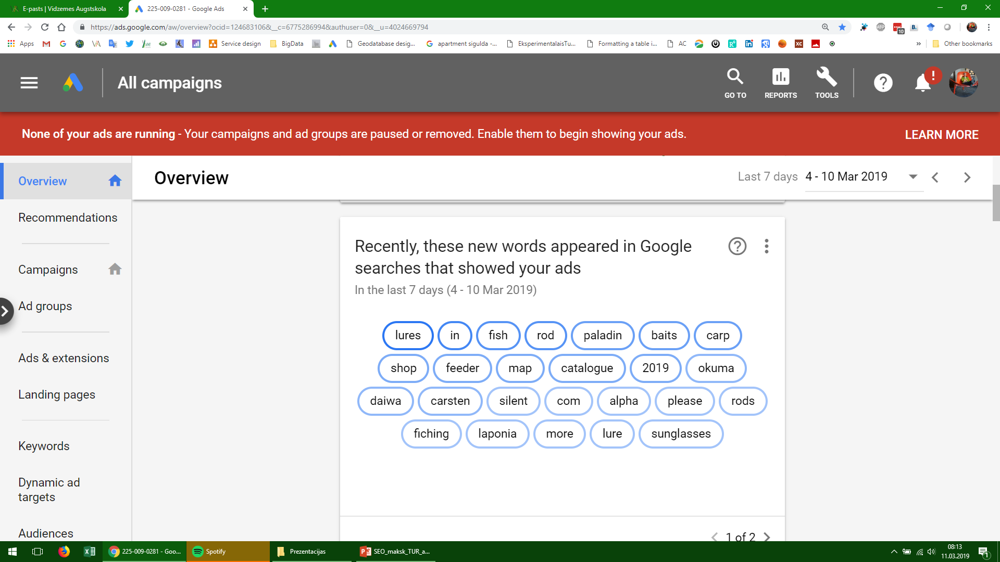 E-pasts | Vidzemes Augstskola
225-009-0281 - Google Ads
https://ads.google.com/aw/overview?ocid=124683106&__c=6775286994&authuser=0&__u=4024669794
ABP
10
B.
Apps
Service design
BigData
Geodatabase desig...
apartment sigulda -...
EksperimentalaisTu...
Formatting a table i...
AC
XC
»
Other bookmarks
All campaigns
GO TO
REPORTS
TOOLS
?
!
None of your ads are running - Your campaigns and ad groups are paused or removed. Enable them to begin showing your ads.
LEARN MORE
Overview
Recommendations
Campaigns
Ad groups
Ads & extensions
Landing pages
Keywords
Dynamic ad
targets
Audiences
Overview
Last 7 days 4 - 10 Mar 2019
Recently, these new words appeared in Google
searches that showed your ads
In the last 7 days (4 - 10 Mar 2019)
lures in fish rod paladin baits carp
shop feeder map catalogue 2019 okuma
daiwa carsten silent com alpha please rods
fiching laponia more lure sunglasses
1 of 2
225-009-0281 - Goo...
Spotify
Prezentacijas
SEO_maksk_TUR_a...
08:13
11.03.2019
1